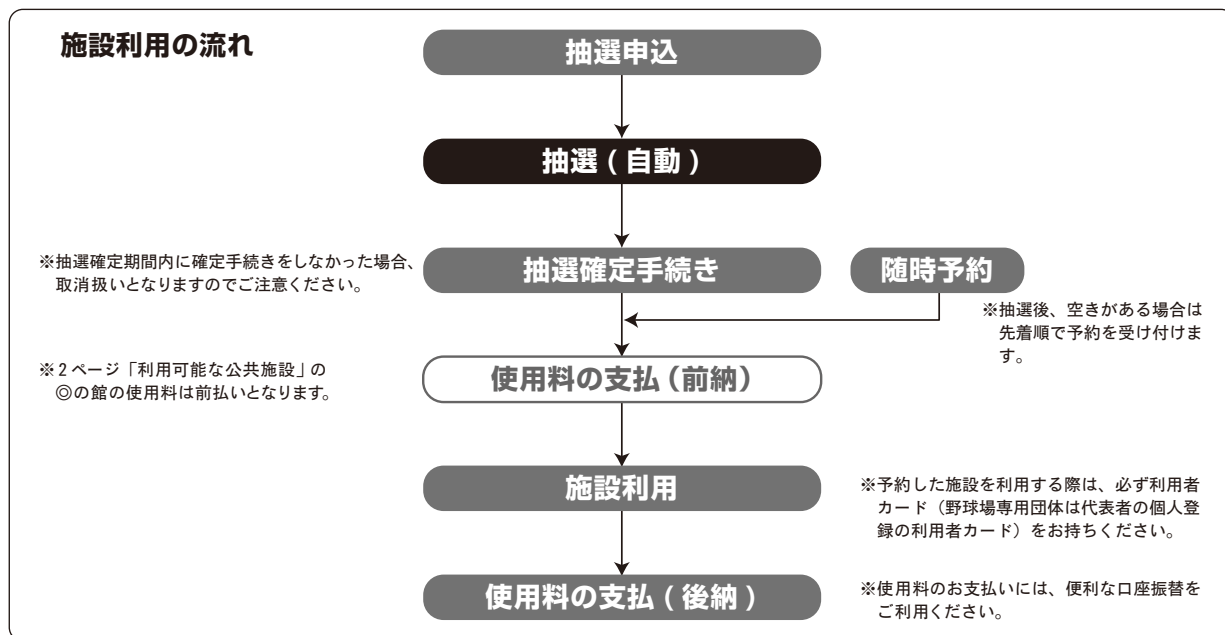 施設利用の流れ
抽選申込
抽選（自動）
※抽選確定期間内に確定手続きをしなかった場合、
取消扱いとなりますのでご注意ください。
抽選確定手続き
随時予約
※抽選後、空きがある場合は
先着順で予約を受け付けま
す。
※2ページ「利用可能な公共施設」の
◎の館の使用料は前払いとなります。
使用料の支払（前納）
施設利用
※予約した施設を利用する際は、必ず利用者
カード（野球場専用団体は代表者の個人登
録の利用者カード）をお持ちください。
使用料の支払（後納）
※使用料のお支払いには、便利な口座振替を
ご利用ください。